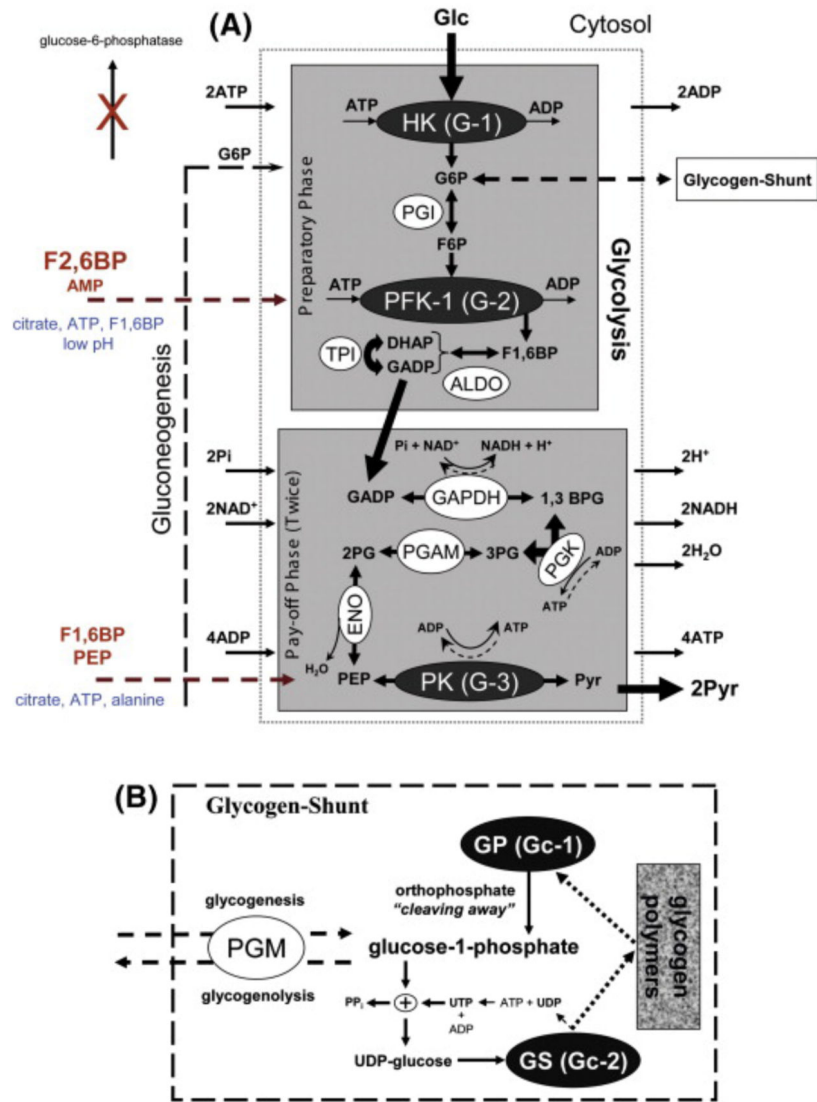 (A)
Glc
Cytosol
glucose-6-phosphatase
X
2ATP
ATP
ADP
2ADP
HK (G-1)
G6P
G6P
Glycogen-Shunt
PGI
Preparatory Phase
F6P
F2,6BP
AMP
ATP
ADP
PFK-1 (G-2)
citrate, ATP, F1,6BP
low pH
Glycolysis
TPI
DHAP
GADP
F1,6BP
ALDO
Gluconeogenesis
2Pi
Pi + NAD⁺
NADH + H⁺
2H⁺
GADP
GAPDH
1,3 BPG
2NAD⁺
2NADH
Pay-off Phase (Twice)
2PG
PGAM
3PG
PGK
ADP
ATP
2H₂O
ENO
F1,6BP
PEP
4ADP
ADP
ATP
4ATP
H₂O
PEP
PK (G-3)
Pyr
2Pyr
citrate, ATP, alanine
(B)
Glycogen-Shunt
GP (Gc-1)
orthophosphate
"cleaving away"
glycogen
polymers
glycogenesis
PGM
glycogenolysis
glucose-1-phosphate
PPᵢ
+
UTP
+
ADP
ATP + UDP
UDP-glucose
GS (Gc-2)